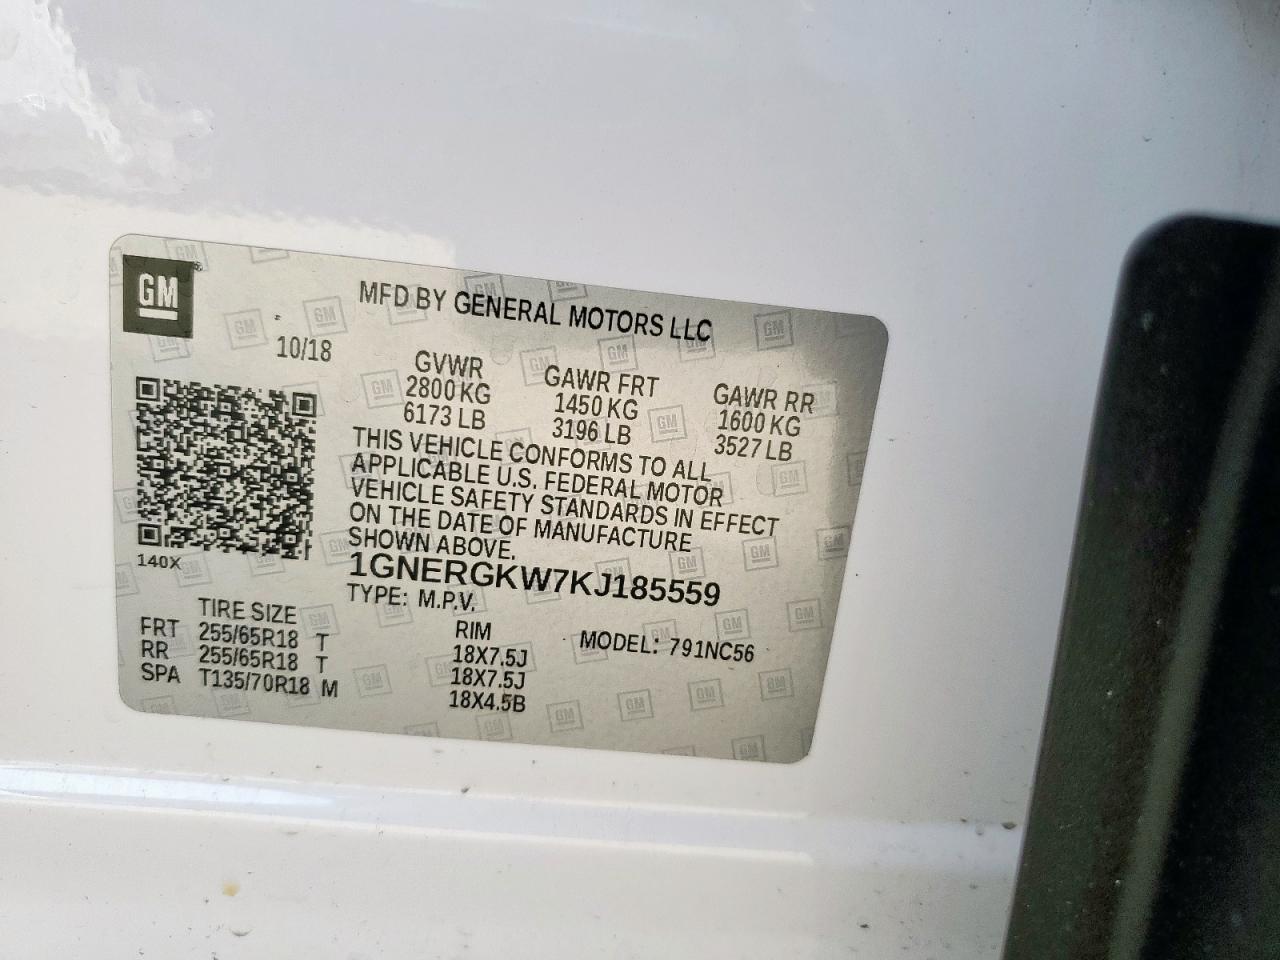 GM
MFD BY GENERAL MOTORS LLC
10/18
GVWR GAWR FRT GAWR RR
2800 KG 1450 KG 1600 KG
6173 LB 3196 LB 3527 LB
THIS VEHICLE CONFORMS TO ALL
APPLICABLE U.S. FEDERAL MOTOR
VEHICLE SAFETY STANDARDS IN EFFECT
ON THE DATE OF MANUFACTURE
SHOWN ABOVE.
140X
1GNERGKW7KJ185559
TYPE: M.P.V.
TIRE SIZE RIM MODEL: 791NC56
FRT 255/65R18 T 18X7.5J
RR 255/65R18 T 18X7.5J
SPA T135/70R18 M 18X4.5B